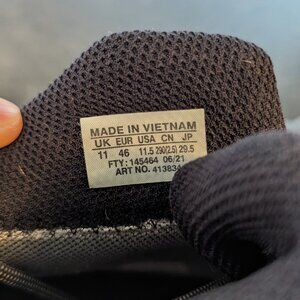 MADE IN VIETNAM
UK EUR USA CN JP
11 46 11.5 290(2.5) 29.5
FTY: 145464 06/21
ART NO. 413834